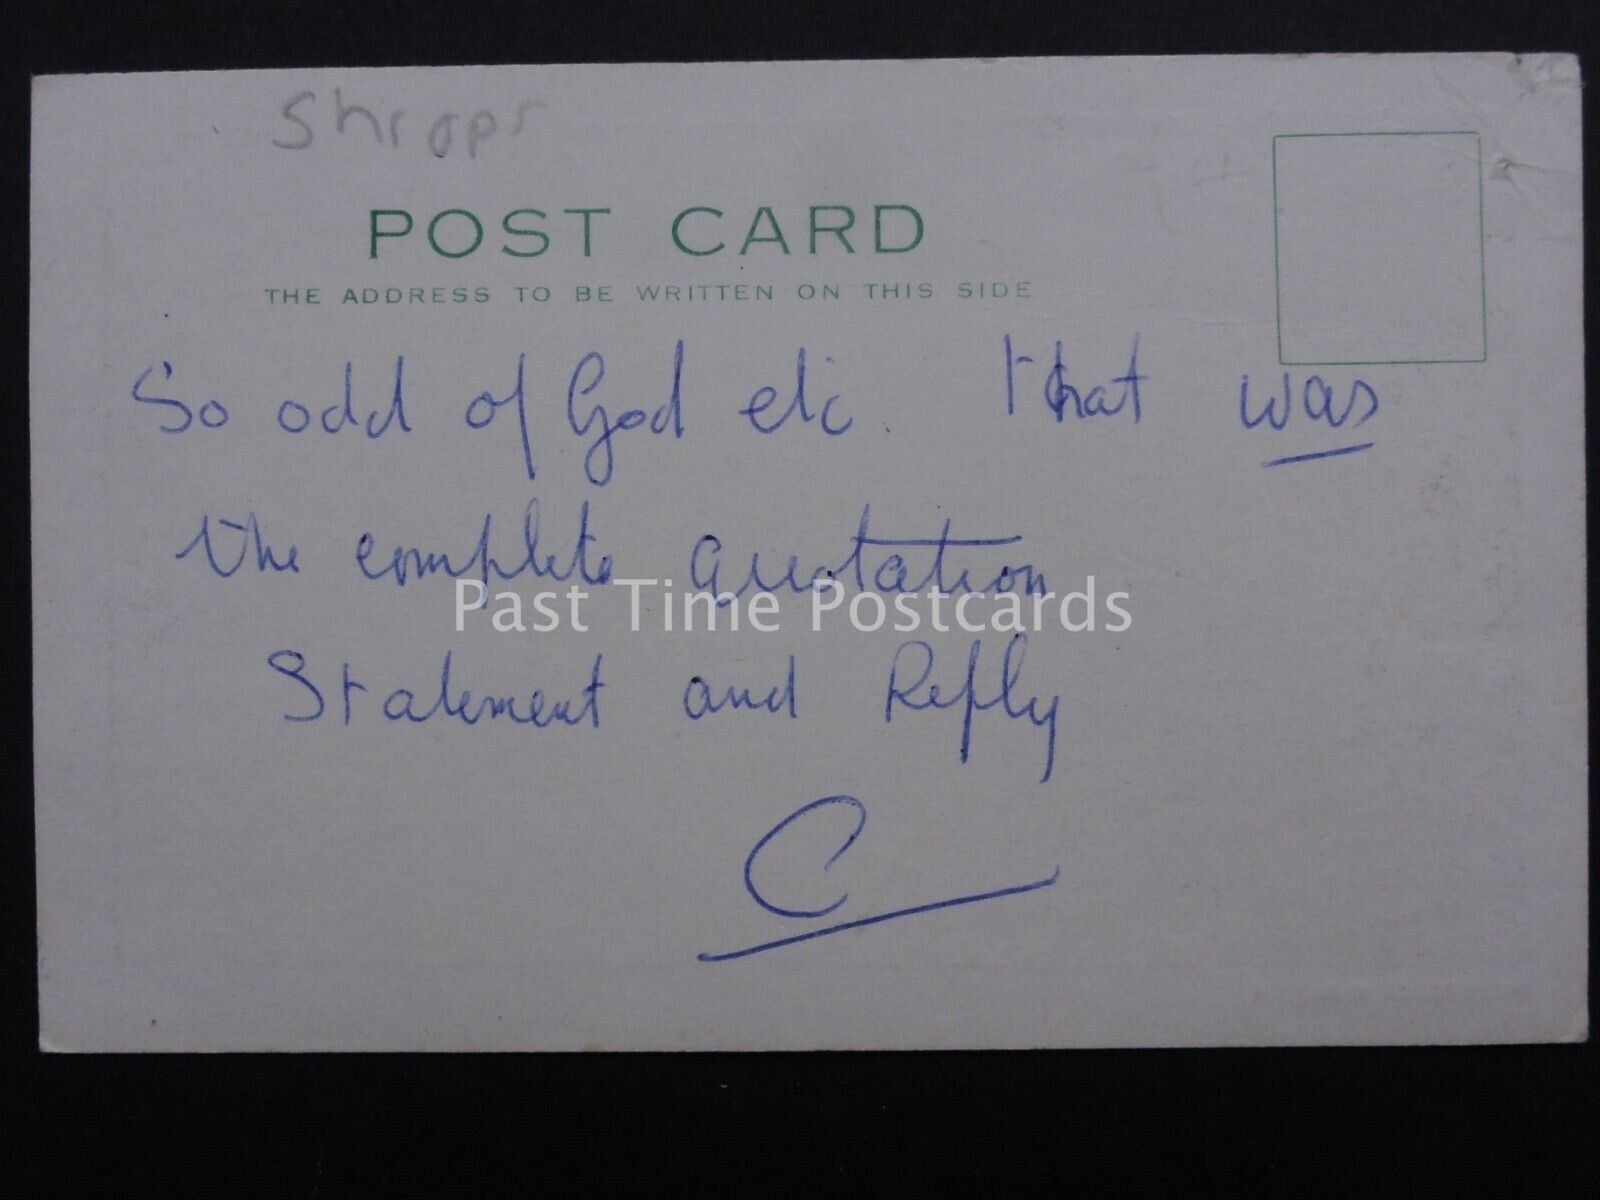 Shrops
POST CARD
THE ADDRESS TO BE WRITTEN ON THIS SIDE
So odd of God etc. That was
the complete quotation
Past Time Postcards
Statement and Reply
C